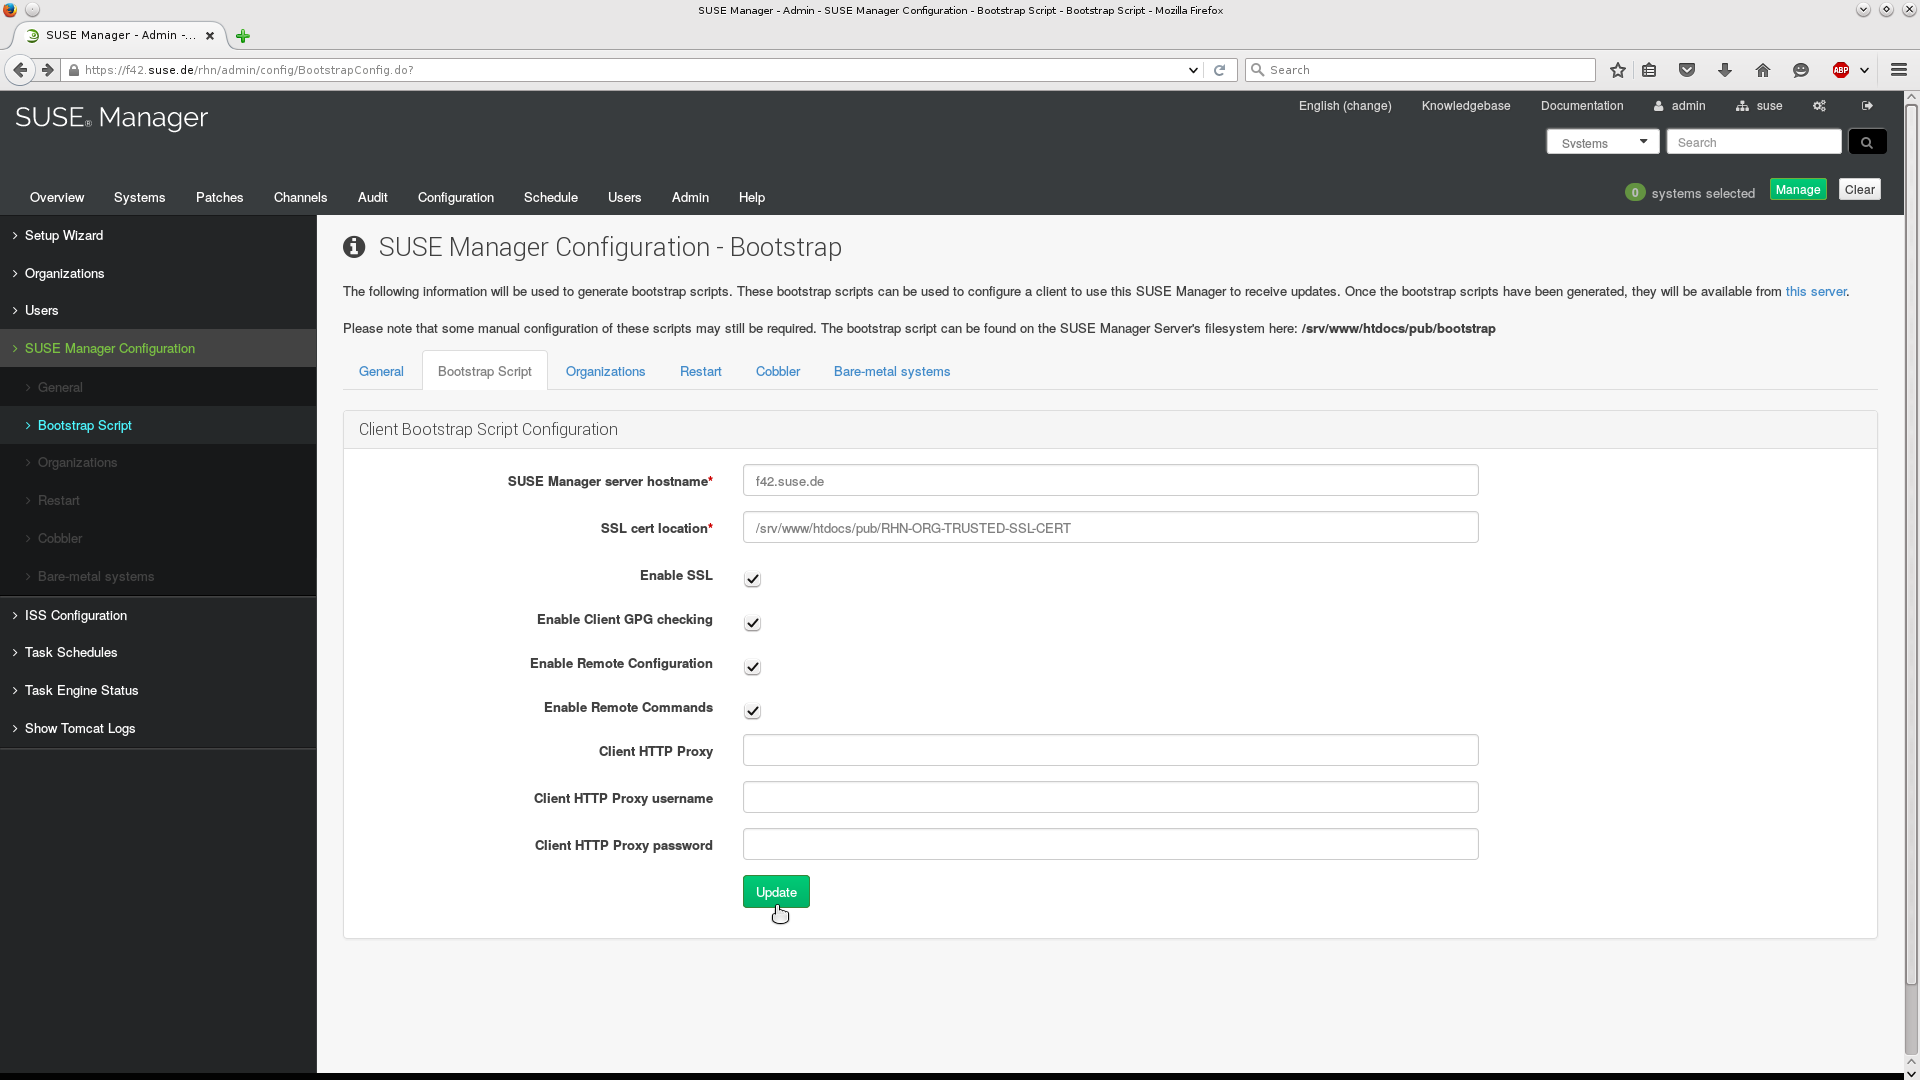 SUSE Manager - Admin - SUSE Manager Configuration - Bootstrap Script - Bootstrap Script - Mozilla Firefox
SUSE Manager - Admin -...
https://f42.suse.de/rhn/admin/config/BootstrapConfig.do?
Search
ABP
SUSE® Manager
English (change)
Knowledgebase
Documentation
admin
suse
Systems
Search
Overview
Systems
Patches
Channels
Audit
Configuration
Schedule
Users
Admin
Help
0 systems selected
Manage
Clear
Setup Wizard
Organizations
Users
SUSE Manager Configuration
General
Bootstrap Script
Organizations
Restart
Cobbler
Bare-metal systems
ISS Configuration
Task Schedules
Task Engine Status
Show Tomcat Logs
SUSE Manager Configuration - Bootstrap
The following information will be used to generate bootstrap scripts. These bootstrap scripts can be used to configure a client to use this SUSE Manager to receive updates. Once the bootstrap scripts have been generated, they will be available from this server.
Please note that some manual configuration of these scripts may still be required. The bootstrap script can be found on the SUSE Manager Server's filesystem here: /srv/www/htdocs/pub/bootstrap
General
Bootstrap Script
Organizations
Restart
Cobbler
Bare-metal systems
Client Bootstrap Script Configuration
SUSE Manager server hostname*
f42.suse.de
SSL cert location*
/srv/www/htdocs/pub/RHN-ORG-TRUSTED-SSL-CERT
Enable SSL
Enable Client GPG checking
Enable Remote Configuration
Enable Remote Commands
Client HTTP Proxy
Client HTTP Proxy username
Client HTTP Proxy password
Update